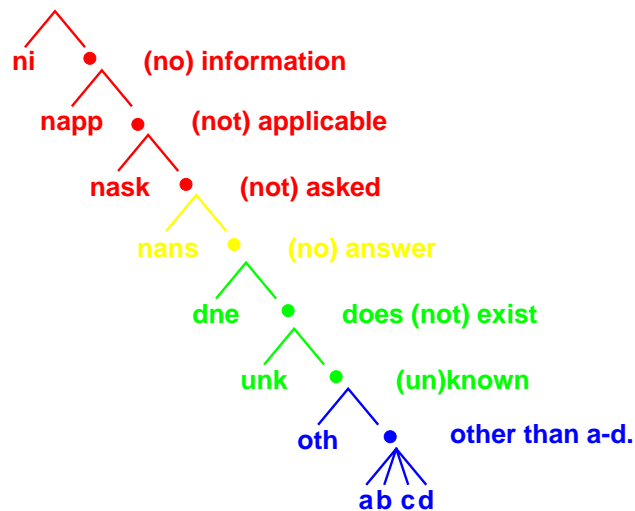 ni (no) information
napp (not) applicable
nask (not) asked
nans (no) answer
dne does (not) exist
unk (un)known
oth other than a-d.
a b c d